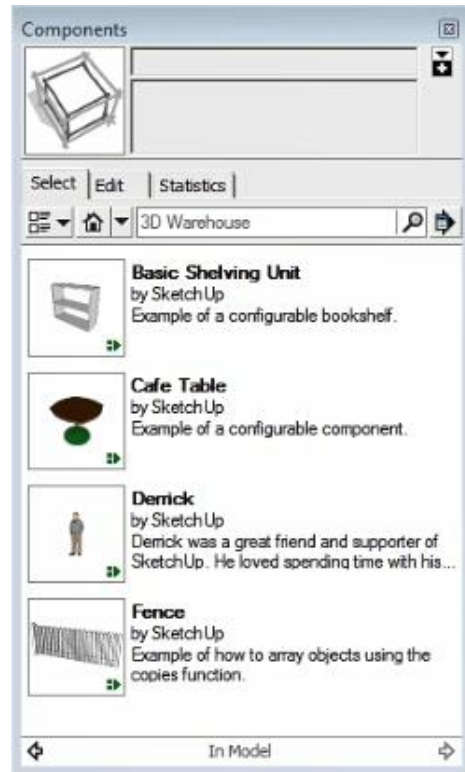 Components
Select
Edit
Statistics
3D Warehouse
Basic Shelving Unit
by SketchUp
Example of a configurable bookshelf.
Cafe Table
by SketchUp
Example of a configurable component.
Derrick
by SketchUp
Derrick was a great friend and supporter of
SketchUp. He loved spending time with his...
Fence
by SketchUp
Example of how to array objects using the
copies function.
In Model